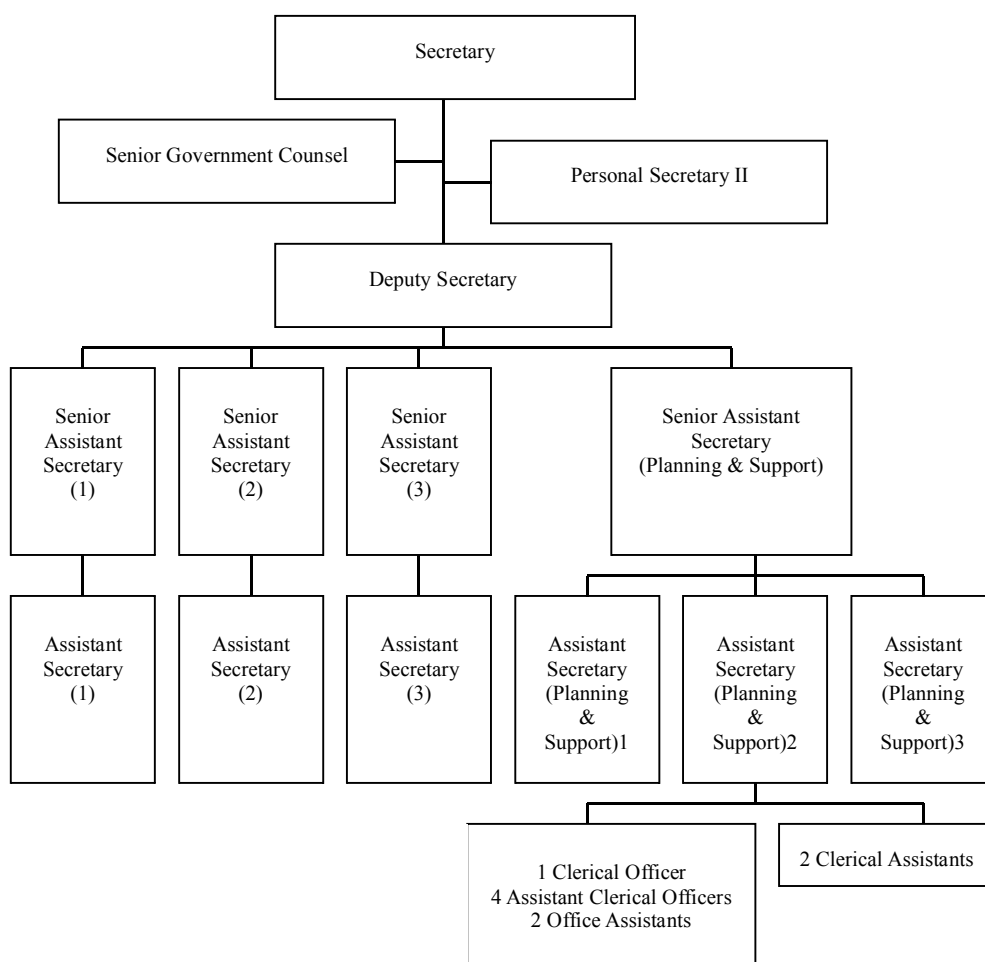 Secretary
Senior Government Counsel
Personal Secretary II
Deputy Secretary
Senior
Assistant
Secretary
(1)
Senior
Assistant
Secretary
(2)
Senior
Assistant
Secretary
(3)
Senior Assistant
Secretary
(Planning & Support)
Assistant
Secretary
(1)
Assistant
Secretary
(2)
Assistant
Secretary
(3)
Assistant
Secretary
(Planning
&
Support)1
Assistant
Secretary
(Planning
&
Support)2
Assistant
Secretary
(Planning
&
Support)3
1 Clerical Officer
4 Assistant Clerical Officers
2 Office Assistants
2 Clerical Assistants